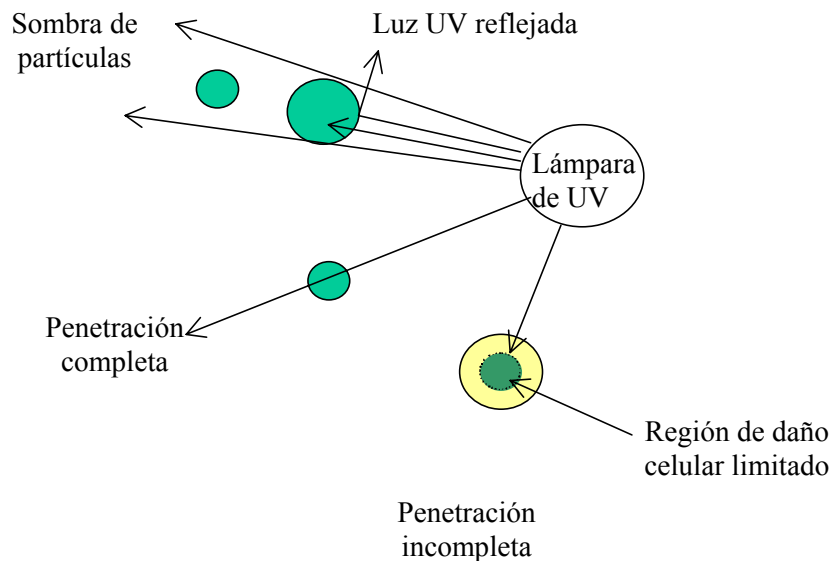 Sombra de
partículas
Luz UV reflejada
Lámpara
de UV
Penetración
completa
Región de daño
celular limitado
Penetración
incompleta